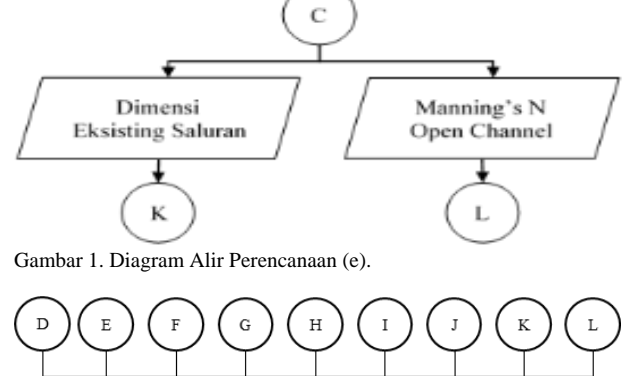 C
Dimensi
Eksisting Saluran
Manning's N
Open Channel
K
L
Gambar 1. Diagram Alir Perencanaan (e).
D E F G H I J K L